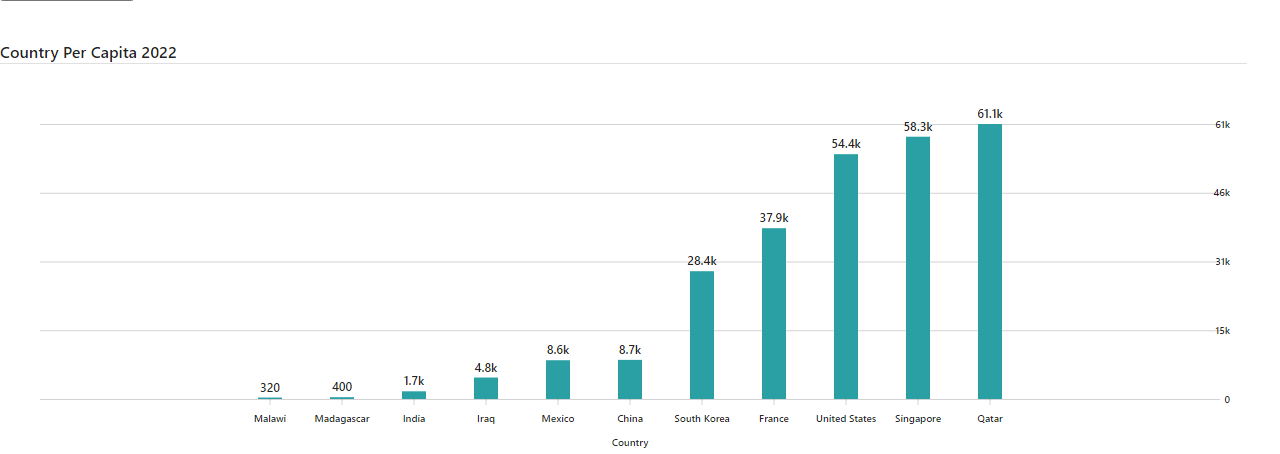 Country Per Capita 2022
61.1k
58.3k
61k
54.4k
46k
37.9k
28.4k
31k
15k
8.6k
8.7k
4.8k
1.7k
400
320
0
Malawi Madagascar India Iraq Mexico China South Korea France United States Singapore Qatar
Country